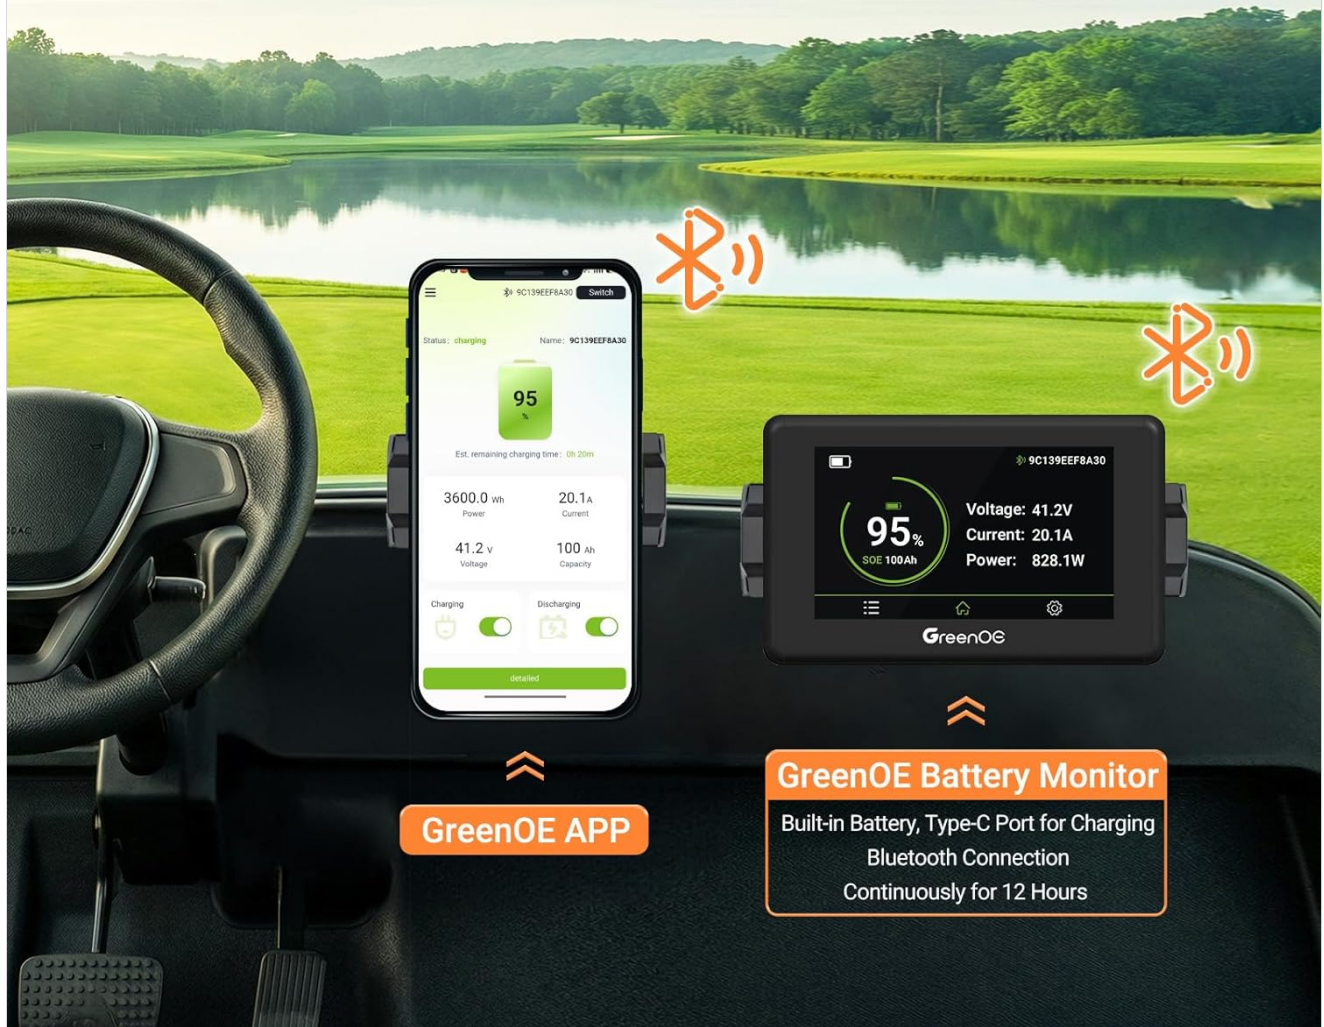 9C139EEF8A30 Switch
Status: charging Name: 9C139EEF8A30
95
%
Est. remaining charging time: 0h 20m
3600.0 Wh 20.1A
Power Current
41.2 v 100 Ah
Voltage Capacity
Charging Discharging
detailed
GreenOE APP
9C139EEF8A30
95%
SOE 100Ah
Voltage: 41.2V
Current: 20.1A
Power: 828.1W
GreenOE
GreenOE Battery Monitor
Built-in Battery, Type-C Port for Charging
Bluetooth Connection
Continuously for 12 Hours